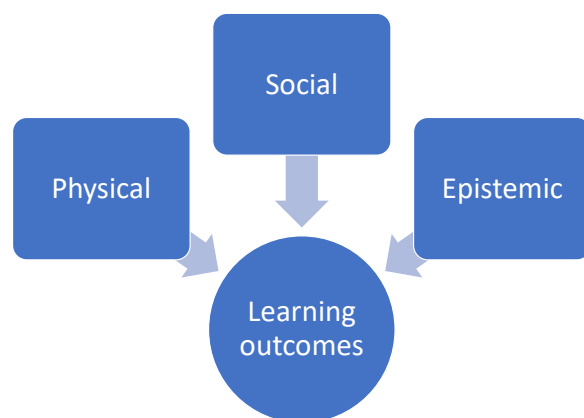 Social
Physical
Epistemic
Learning
outcomes